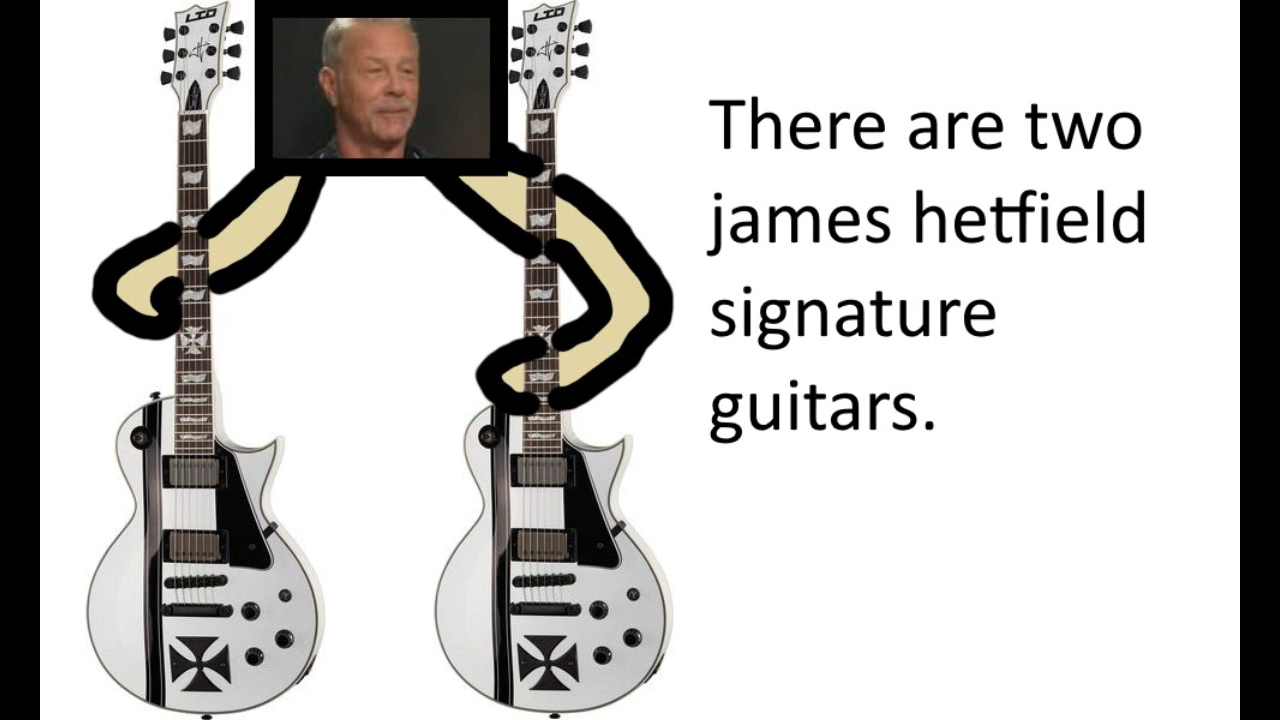 LTD
LTD
There are two
james hetfield
signature
guitars.